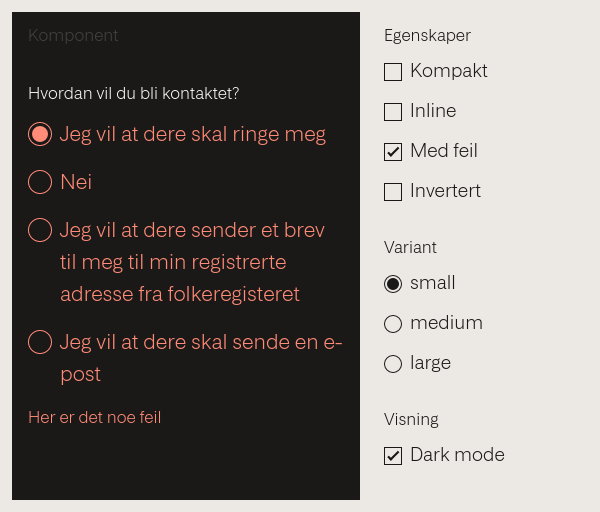 Komponent
Hvordan vil du bli kontaktet?
Jeg vil at dere skal ringe meg
Nei
Jeg vil at dere sender et brev
til meg til min registrerte
adresse fra folkeregisteret
Jeg vil at dere skal sende en e-
post
Her er det noe feil
Egenskaper
Kompakt
Inline
Med feil
Invertert
Variant
small
medium
large
Visning
Dark mode